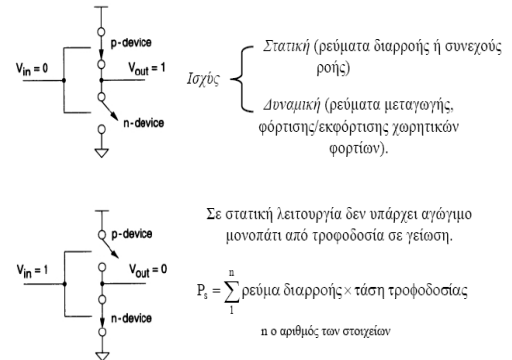 p-device
V_in = 0
V_out = 1
n-device
Ισχύς
Στατική (ρεύματα διαρροής ή συνεχούς
ροής)
Δυναμική (ρεύματα μεταγωγής,
φόρτισης/εκφόρτισης χωρητικών
φορτίων).
p-device
V_in = 1
V_out = 0
n-device
Σε στατική λειτουργία δεν υπάρχει αγώγιμο
μονοπάτι από τροφοδοσία σε γείωση.
P_s = ∑_1^n ρεύμα διαρροής × τάση τροφοδοσίας
n ο αριθμός των στοιχείων